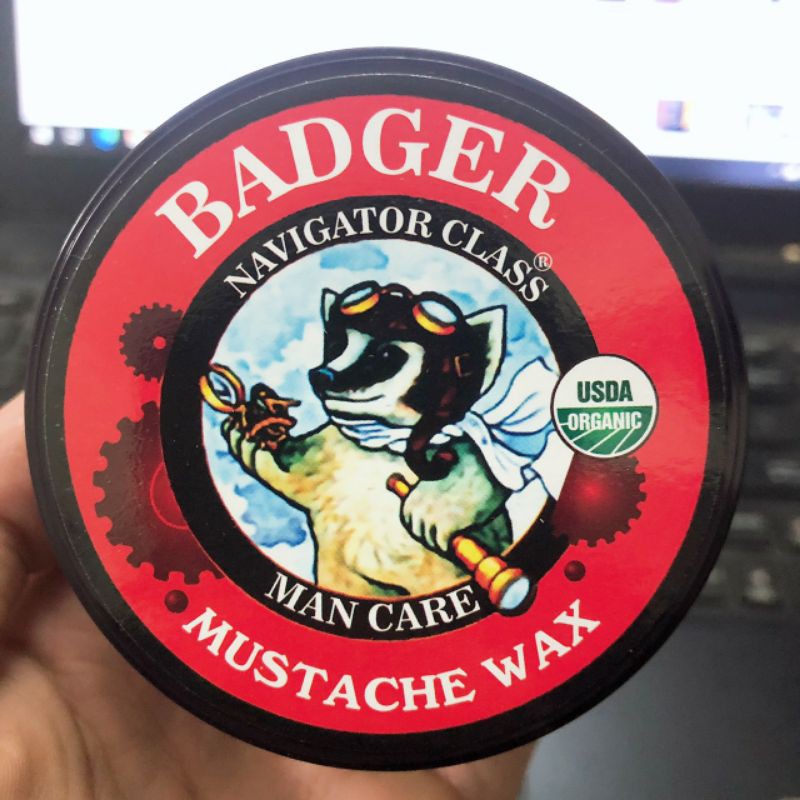 BADGER
NAVIGATOR CLASS®
USDA
ORGANIC
MAN CARE
MUSTACHE WAX